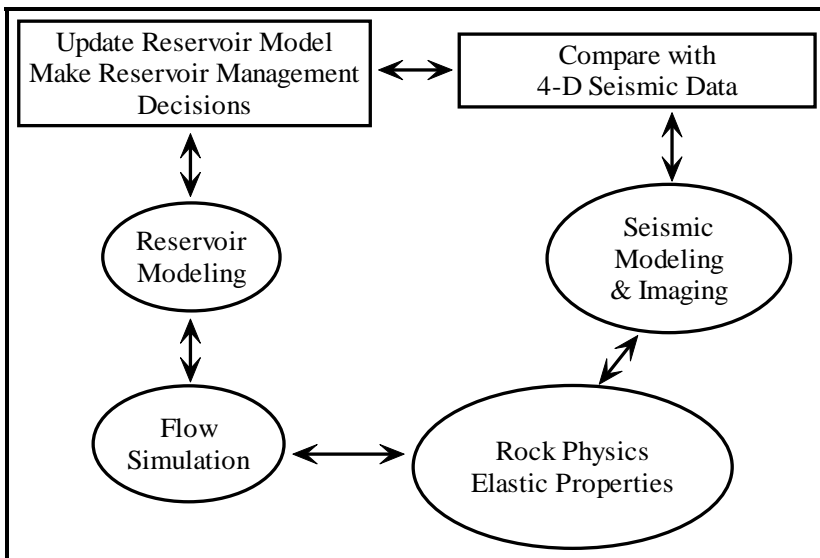 Update Reservoir Model
Make Reservoir Management
Decisions
Compare with
4-D Seismic Data
Reservoir
Modeling
Seismic
Modeling
& Imaging
Flow
Simulation
Rock Physics
Elastic Properties